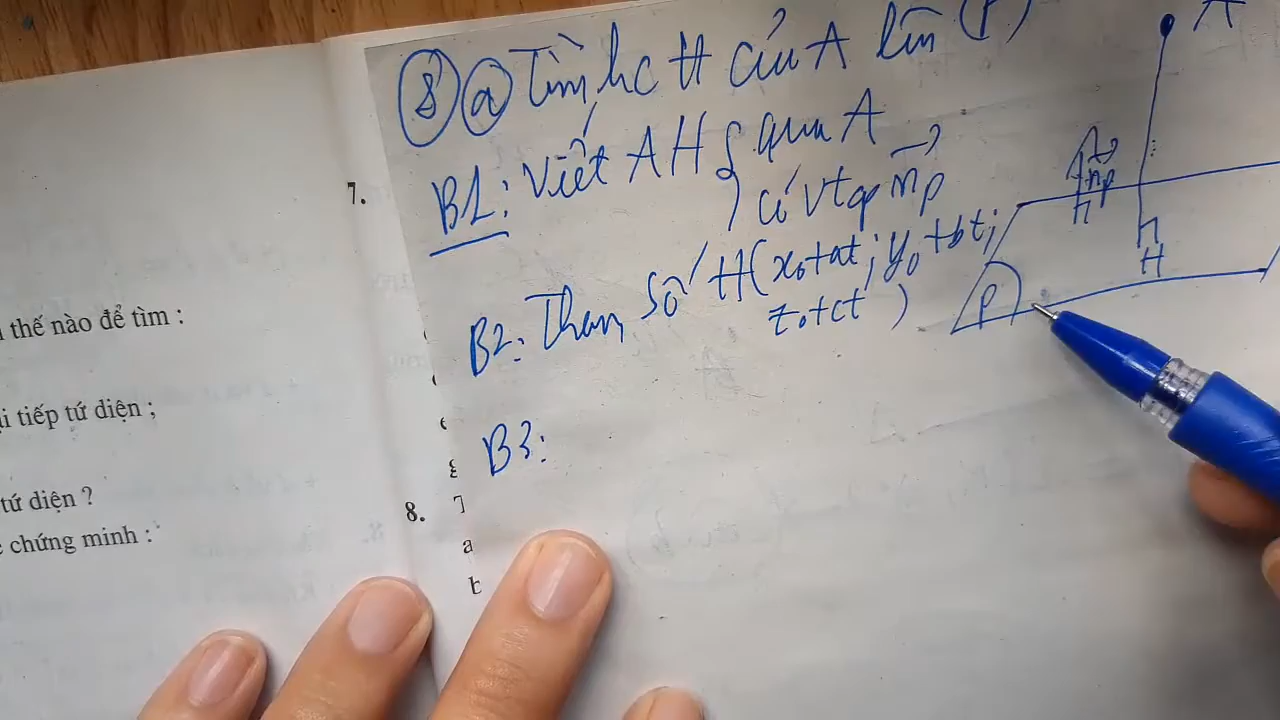 8 a Tìm hc H của A lên (P)
B1: Viết AH { qua A
có vtcp n⃗p
B2: Tham số H(x₀+at; y₀+bt;
z₀+ct)
B3:
A
n⃗p
H
P
7.
thế nào để tìm :
tiếp tứ diện ;
tứ diện ?
chứng minh :
8.
a
b